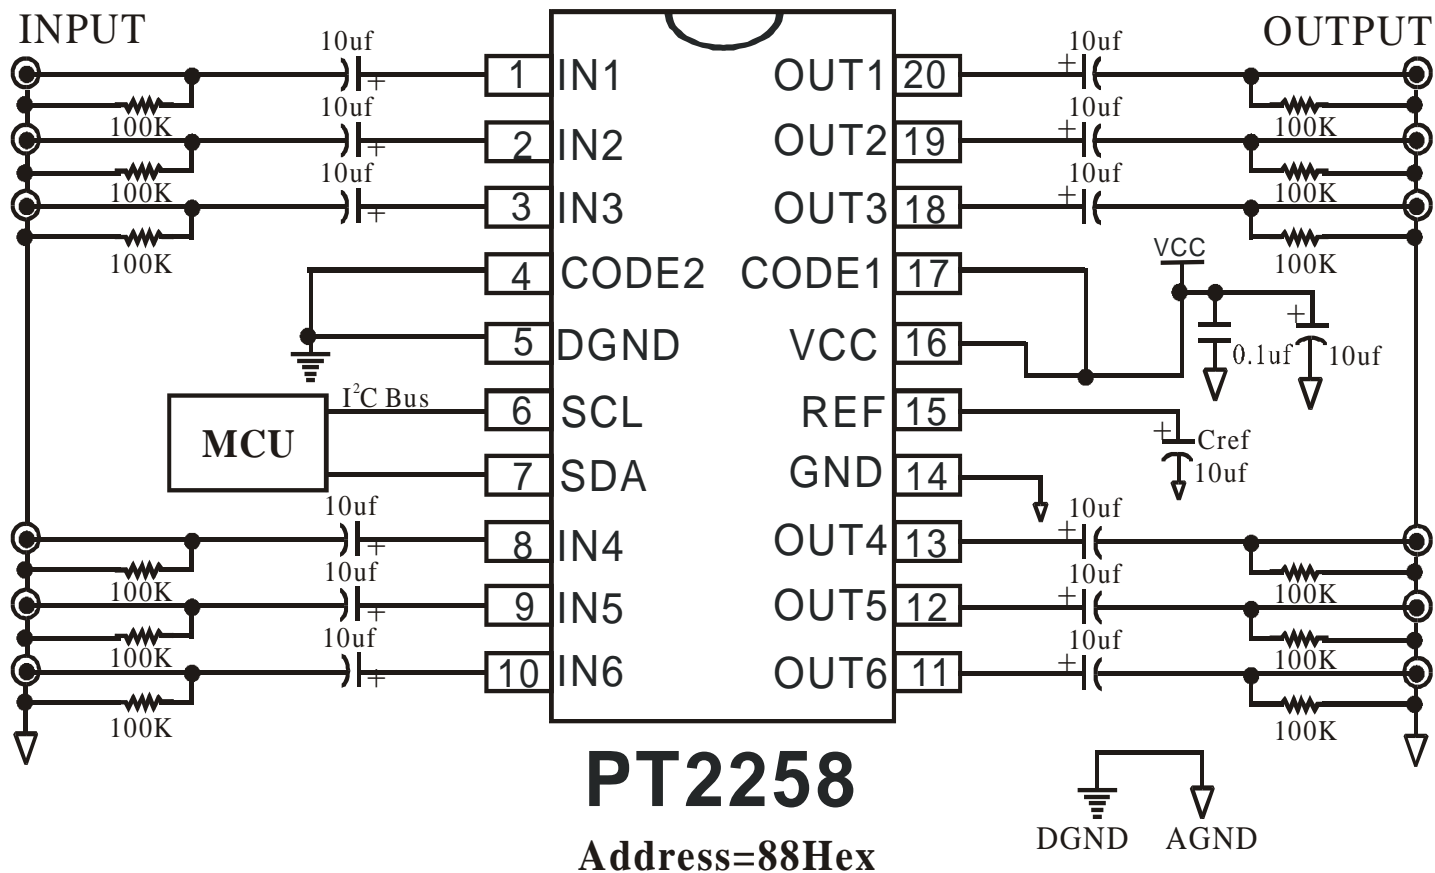 INPUT
OUTPUT
10uf
10uf
1
IN1
OUT1
20
100K
10uf
10uf
100K
2
IN2
OUT2
19
100K
10uf
10uf
100K
3
IN3
OUT3
18
100K
100K
VCC
4
CODE2
CODE1
17
5
DGND
VCC
16
0.1uf
10uf
I²C Bus
6
SCL
REF
15
Cref
10uf
MCU
7
SDA
GND
14
10uf
10uf
8
IN4
OUT4
13
100K
10uf
10uf
100K
9
IN5
OUT5
12
100K
10uf
10uf
100K
10
IN6
OUT6
11
100K
100K
PT2258
DGND
AGND
Address=88Hex